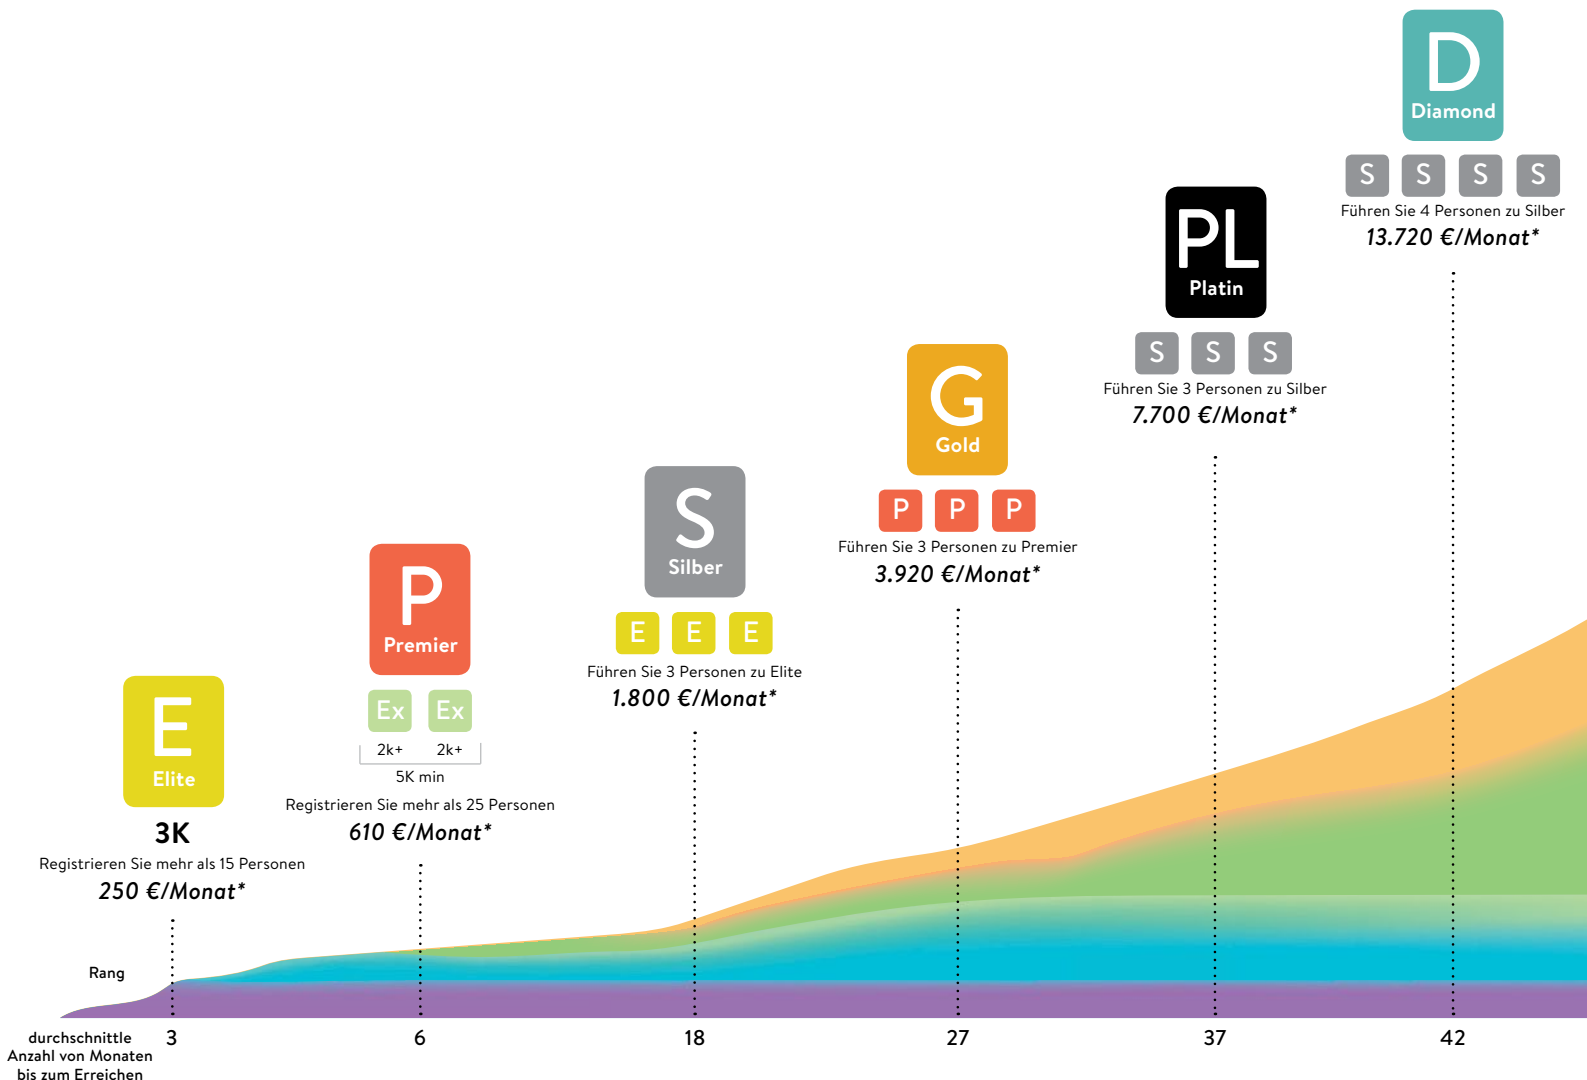 D
Diamond
S S S S
Führen Sie 4 Personen zu Silber
13.720 €/Monat*
PL
Platin
S S S
Führen Sie 3 Personen zu Silber
7.700 €/Monat*
G
Gold
P P P
Führen Sie 3 Personen zu Premier
3.920 €/Monat*
S
Silber
E E E
Führen Sie 3 Personen zu Elite
1.800 €/Monat*
P
Premier
Ex Ex
2k+ 2k+
5K min
Registrieren Sie mehr als 25 Personen
610 €/Monat*
E
Elite
3K
Registrieren Sie mehr als 15 Personen
250 €/Monat*
Rang
durchschnittle
Anzahl von Monaten
bis zum Erreichen
3 6 18 27 37 42